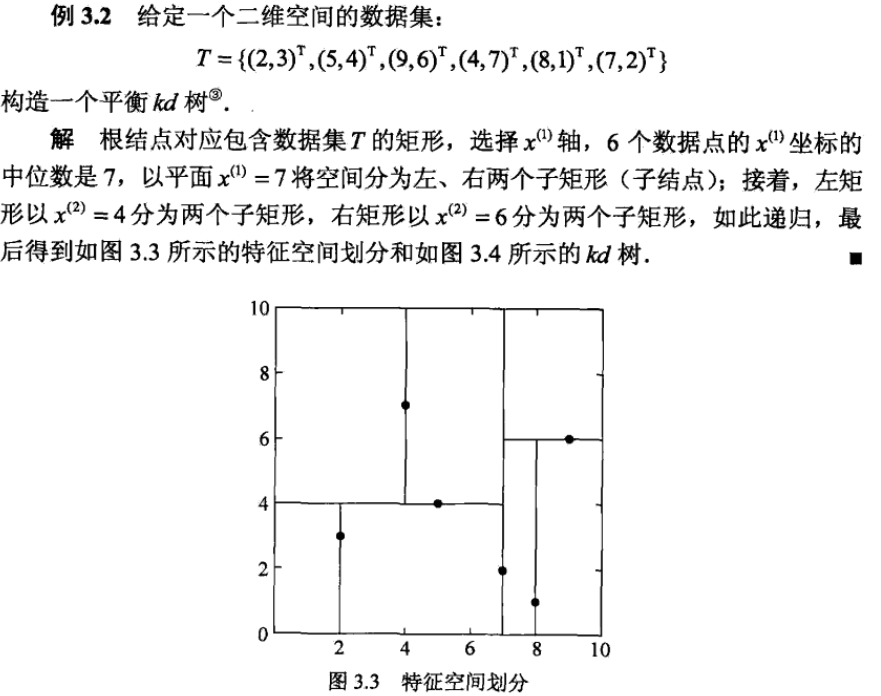 例 3.2 给定一个二维空间的数据集：
T = {(2,3)ᵀ,(5,4)ᵀ,(9,6)ᵀ,(4,7)ᵀ,(8,1)ᵀ,(7,2)ᵀ}
构造一个平衡 kd 树③．
解 根结点对应包含数据集 T 的矩形，选择 x⁽¹⁾ 轴，6 个数据点的 x⁽¹⁾ 坐标的
中位数是 7，以平面 x⁽¹⁾ = 7 将空间分为左、右两个子矩形（子结点）；接着，左矩
形以 x⁽²⁾ = 4 分为两个子矩形，右矩形以 x⁽²⁾ = 6 分为两个子矩形，如此递归，最
后得到如图 3.3 所示的特征空间划分和如图 3.4 所示的 kd 树． ■
10
8
6
4
2
0
2 4 6 8 10
图 3.3 特征空间划分